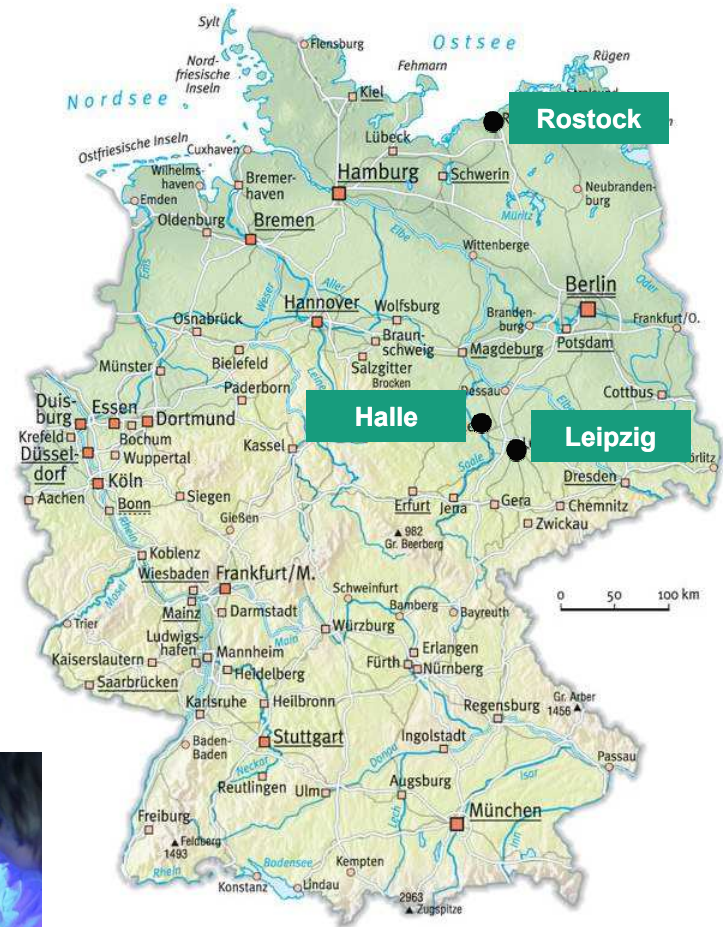 Sylt
Flensburg
Ostsee
Rügen
Nord-
friesische
Inseln
Fehmarn
Kiel
Nordsee
Rostock
Ostfriesische Inseln
Cuxhaven
Lübeck
Wilhelms-
haven
Bremer-
haven
Hamburg
Schwerin
Neubranden-
burg
Emden
Müritz
Oldenburg
Bremen
Elbe
Wittenberge
Ems
Weser
Aller
Berlin
Oder
Hannover
Wolfsburg
Osnabrück
Branden-
burg
Frankfurt/O.
Braun-
schweig
Potsdam
Magdeburg
Münster
Bielefeld
Salzgitter
Leine
Brocken
Paderborn
Cottbus
Duis-
burg
Essen
Dortmund
Halle
Elbe
Leipzig
Krefeld
Bochum
Wuppertal
Kassel
Düssel-
dorf
Saale
Köln
Dresden
Aachen
Siegen
Erfurt
Jena
Gera
Chemnitz
Bonn
Zwickau
Rhein
Gießen
982
Gr. Beerberg
Koblenz
Wiesbaden
Frankfurt/M.
Schweinfurt
0 50 100 km
Mosel
Mainz
Darmstadt
Bamberg
Bayreuth
Trier
Main
Würzburg
Ludwigs-
hafen
Mannheim
Erlangen
Kaiserslautern
Fürth
Nürnberg
Heidelberg
Saarbrücken
Gr. Arber
1456
Karlsruhe
Heilbronn
Regensburg
Baden-
Baden
Stuttgart
Ingolstadt
Neckar
Donau
Passau
Reutlingen
Ulm
Augsburg
Isar
Lech
Freiburg
München
Inn
Feldberg
1493
Rhein
Bodensee
Kempten
Konstanz
Lindau
2963
Zugspitze